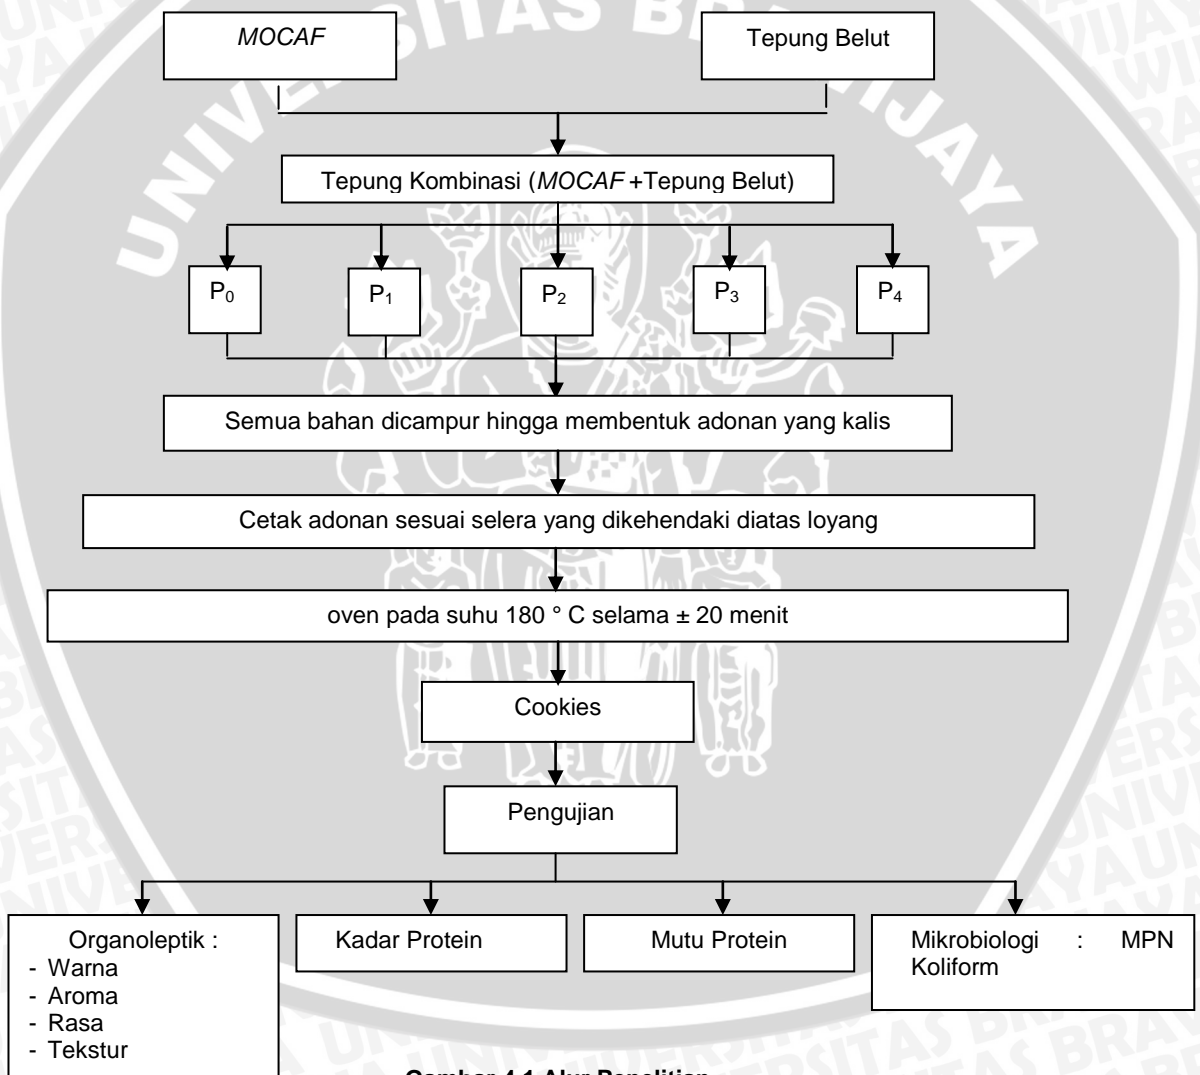 MOCAF
Tepung Belut
Tepung Kombinasi (MOCAF +Tepung Belut)
P0
P1
P2
P3
P4
Semua bahan dicampur hingga membentuk adonan yang kalis
Cetak adonan sesuai selera yang dikehendaki diatas loyang
oven pada suhu 180 ° C selama ± 20 menit
Cookies
Pengujian
Organoleptik :
- Warna
- Aroma
- Rasa
- Tekstur
Kadar Protein
Mutu Protein
Mikrobiologi : MPN
Koliform
Gambar 4.1 Alur Penelitian
UNIVERSITAS BRAWIJAYA